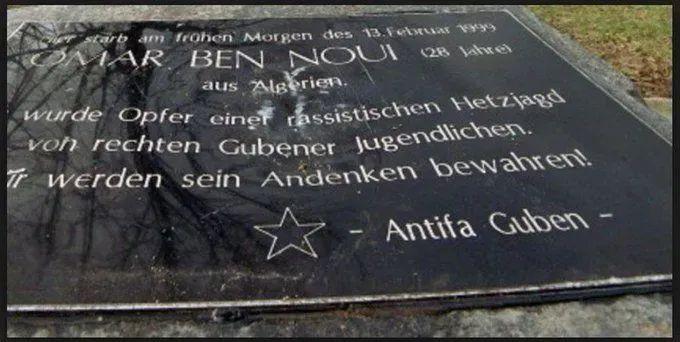 Hier starb am frühen Morgen des 13. Februar 1999
OMAR BEN NOUI (28 Jahre)
aus Algerien.
wurde Opfer einer rassistischen Hetzjagd
von rechten Gubener Jugendlichen.
werden sein Andenken bewahren!
- Antifa Guben -